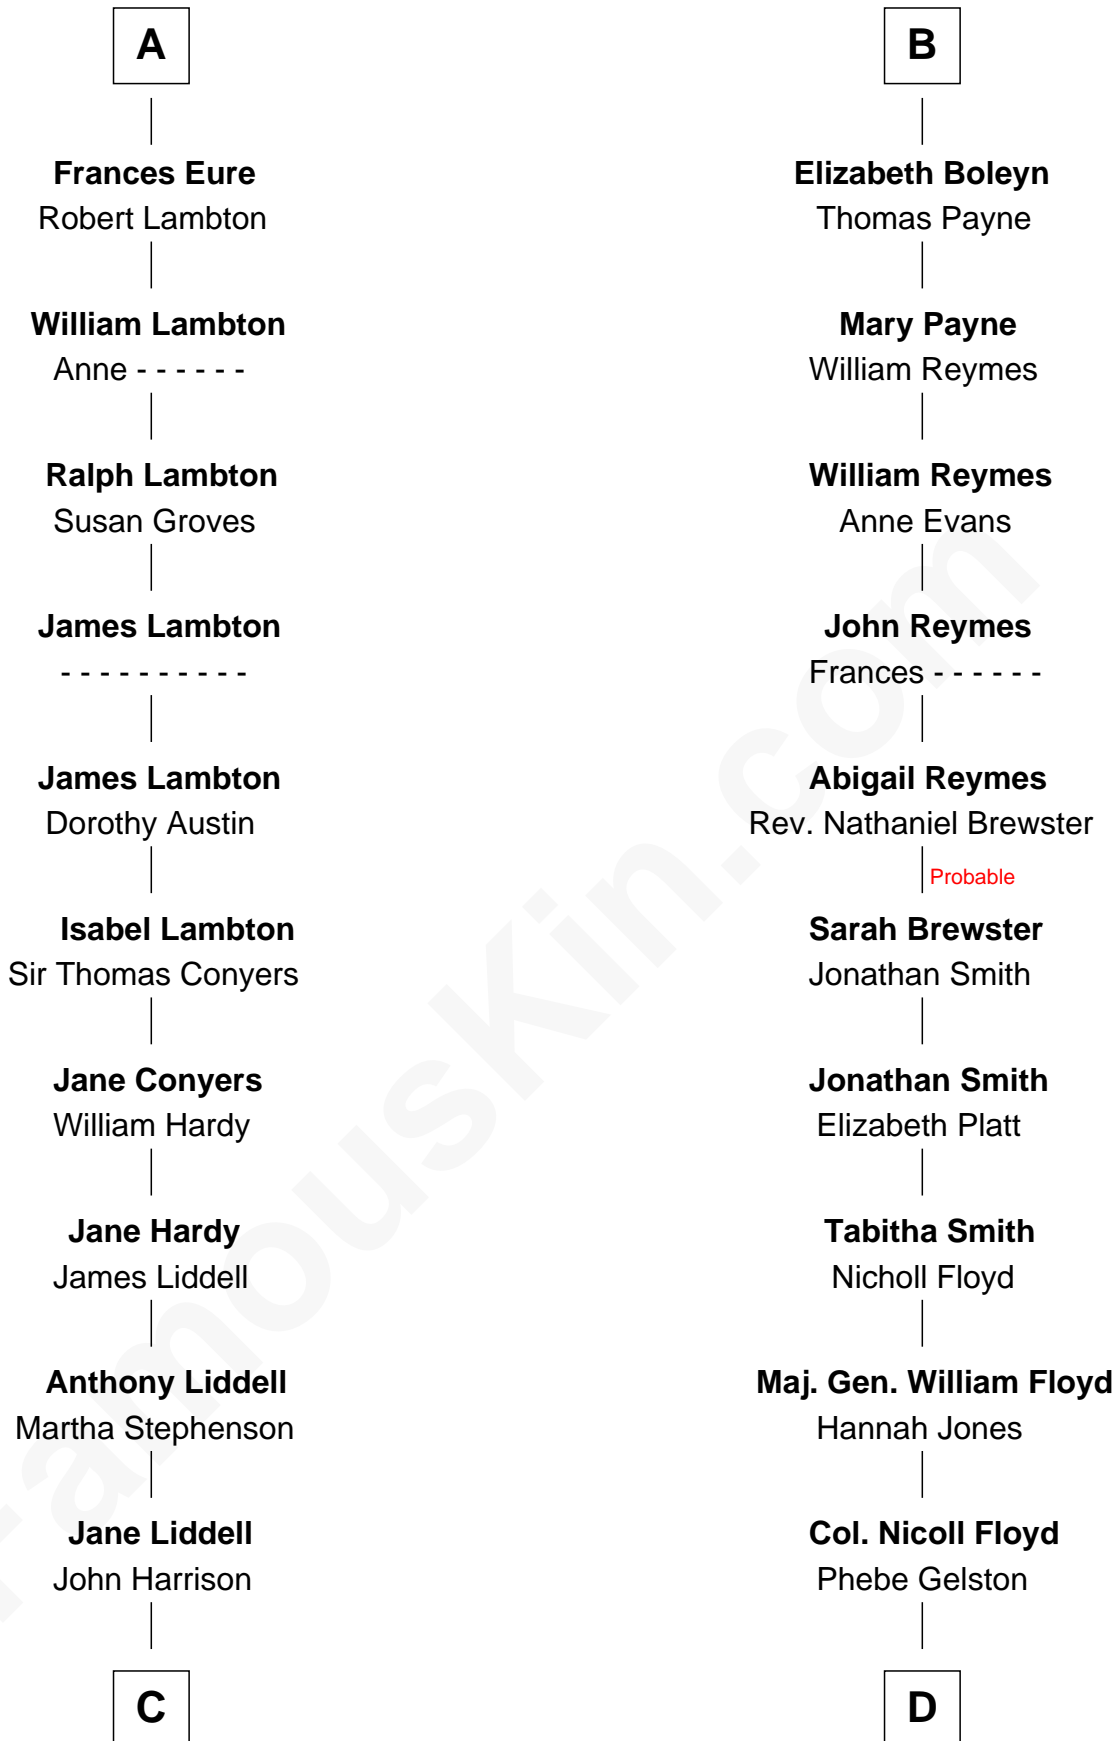 A
Frances Eure
Robert Lambton
William Lambton
Anne - - - - - -
Ralph Lambton
Susan Groves
James Lambton
- - - - - - - - - -
James Lambton
Dorothy Austin
Isabel Lambton
Sir Thomas Conyers
Jane Conyers
William Hardy
Jane Hardy
James Liddell
Anthony Liddell
Martha Stephenson
Jane Liddell
John Harrison
C
B
Elizabeth Boleyn
Thomas Payne
Mary Payne
William Reymes
William Reymes
Anne Evans
John Reymes
Frances - - - - - -
Abigail Reymes
Rev. Nathaniel Brewster
Probable
Sarah Brewster
Jonathan Smith
Jonathan Smith
Elizabeth Platt
Tabitha Smith
Nicholl Floyd
Maj. Gen. William Floyd
Hannah Jones
Col. Nicoll Floyd
Phebe Gelston
D
FamousKin.com